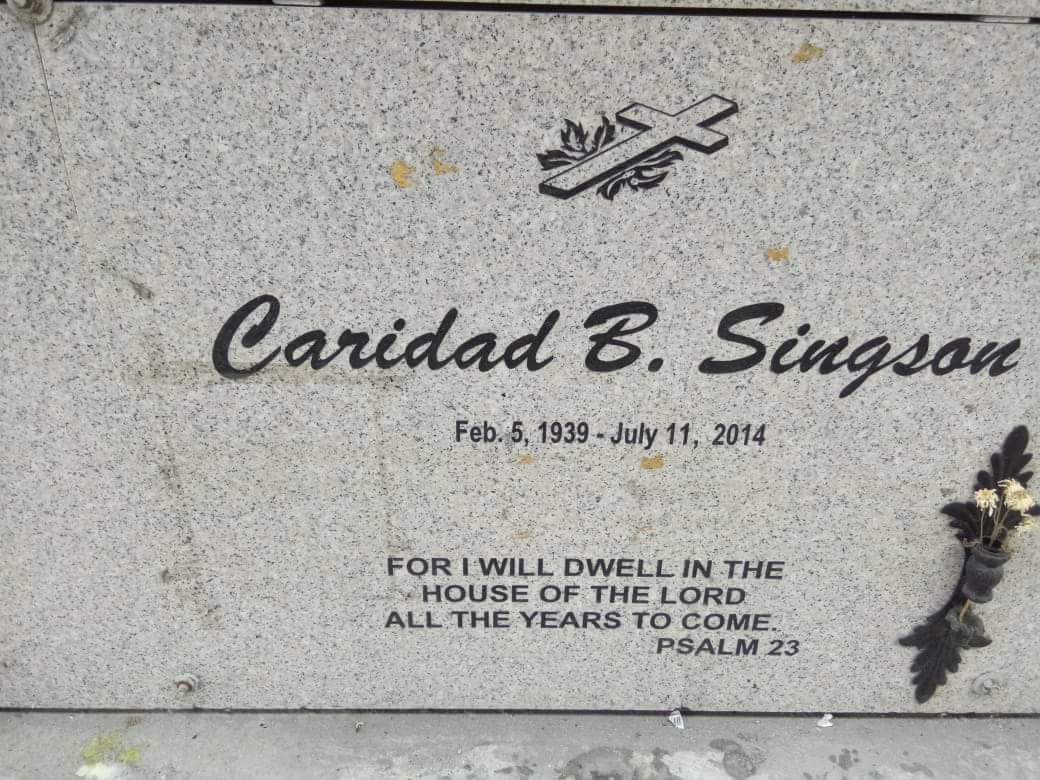 Caridad B. Singson
Feb. 5, 1939 - July 11, 2014
FOR I WILL DWELL IN THE
HOUSE OF THE LORD
ALL THE YEARS TO COME.
PSALM 23